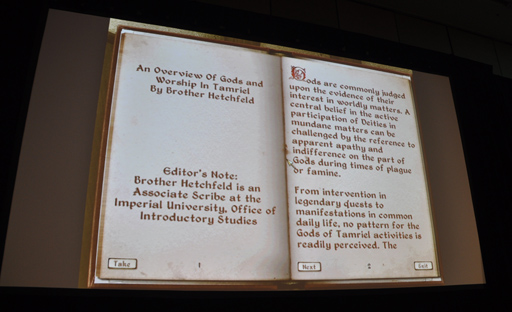 An Overview Of Gods and
Worship In Tamriel
By Brother Hetchfeld
Editor's Note:
Brother Hetchfeld is an
Associate Scribe at the
Imperial University, Office of
Introductory Studies
Take
1
Gods are commonly judged
upon the evidence of their
interest in worldly matters. A
central belief in the active
participation of Deities in
mundane matters can be
challenged by the reference to
apparent apathy and
indifference on the part of
Gods during times of plague
or famine.
From intervention in
legendary quests to
manifestations in common
daily life, no pattern for the
Gods of Tamriel activities is
readily perceived. The
Next
2
Exit